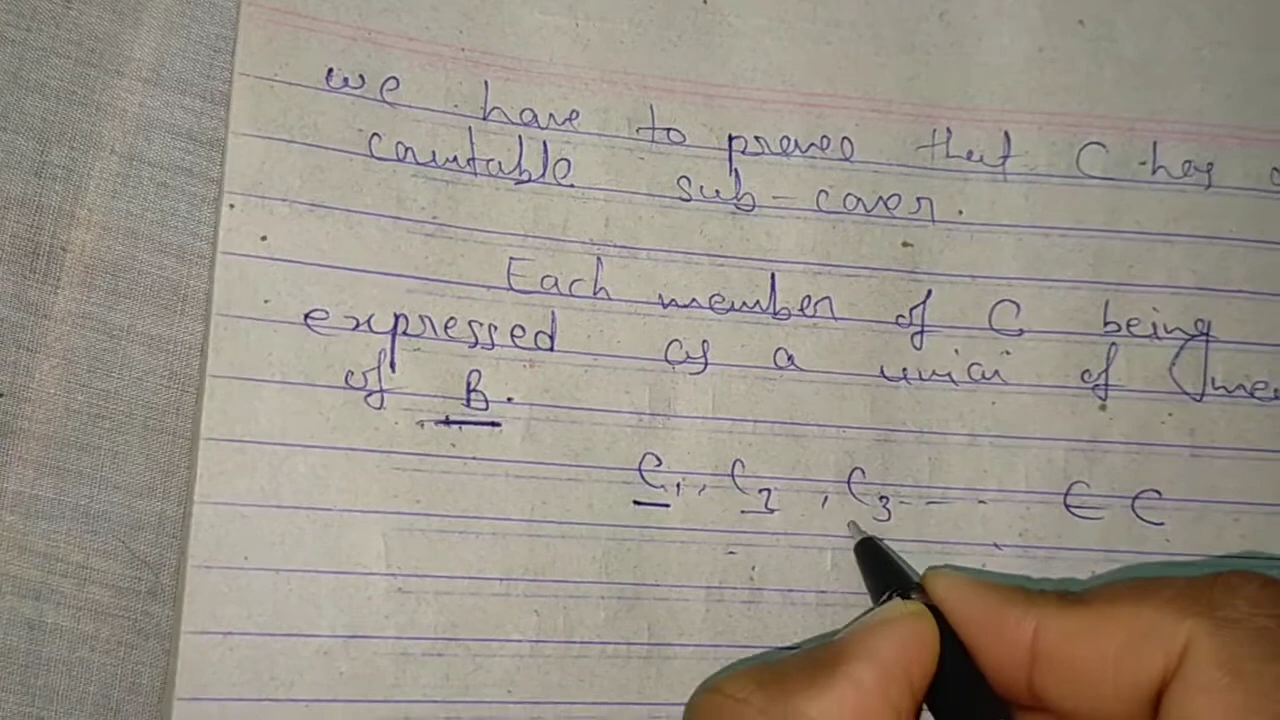 we have to prove that C has
countable sub-cover.
Each member of C being
expressed as a union of
of B.
C₁, C₂, C₃--- ∈ C